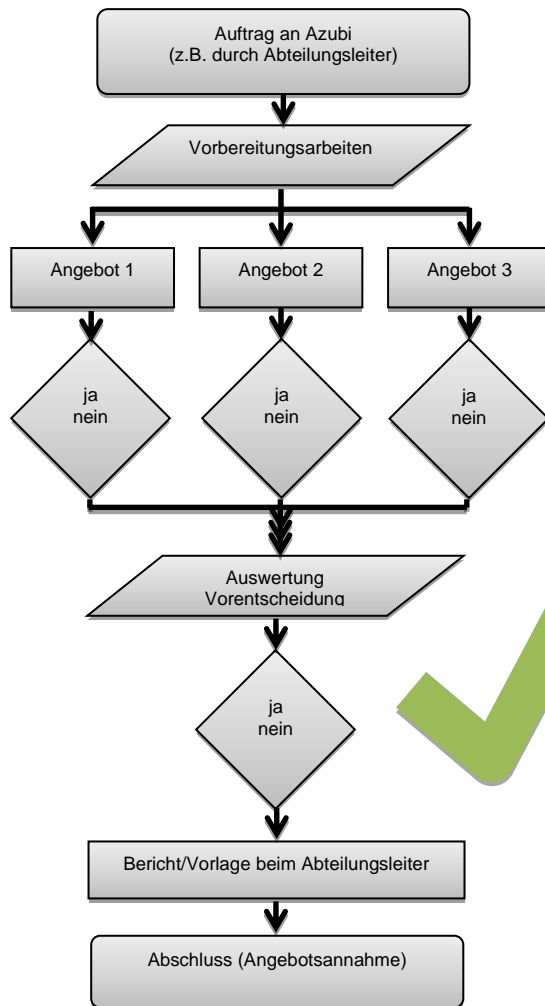 Auftrag an Azubi
(z.B. durch Abteilungsleiter)
Vorbereitungsarbeiten
Angebot 1
Angebot 2
Angebot 3
ja
nein
ja
nein
ja
nein
Auswertung
Vorentscheidung
ja
nein
Bericht/Vorlage beim Abteilungsleiter
Abschluss (Angebotsannahme)